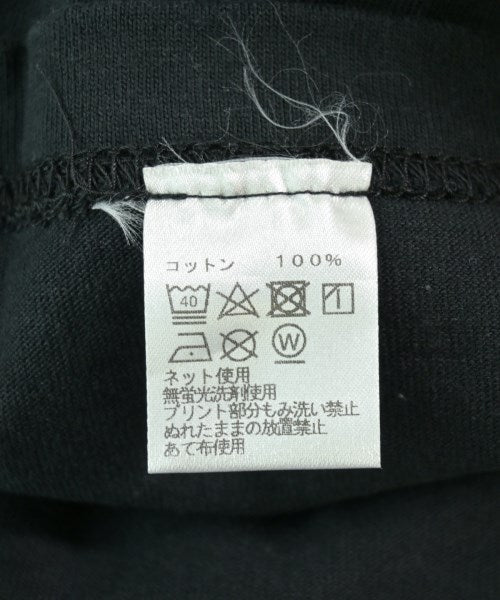 コットン 100%
40
W
ネット使用
無蛍光洗剤使用
プリント部分もみ洗い禁止
ぬれたままの放置禁止
あて布使用